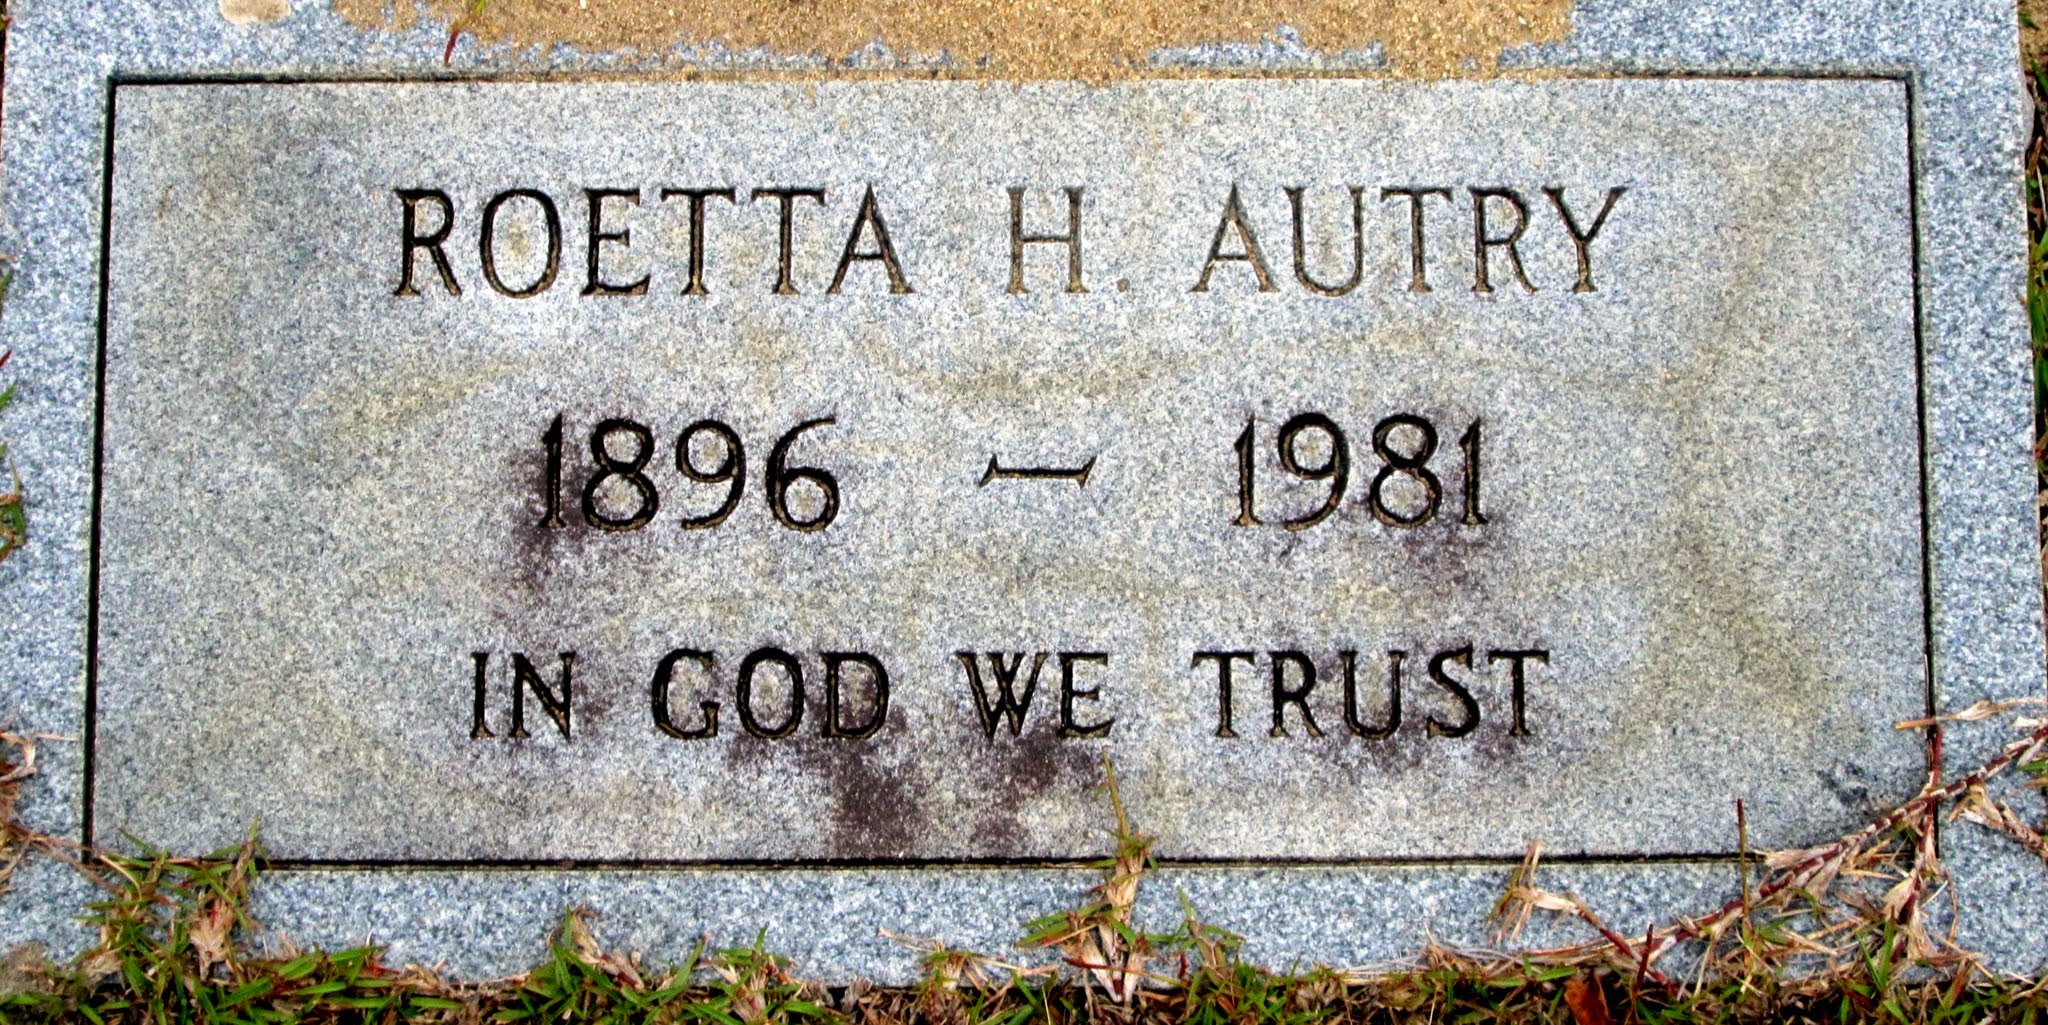 ROETTA H. AUTRY
1896 – 1981
IN GOD WE TRUST